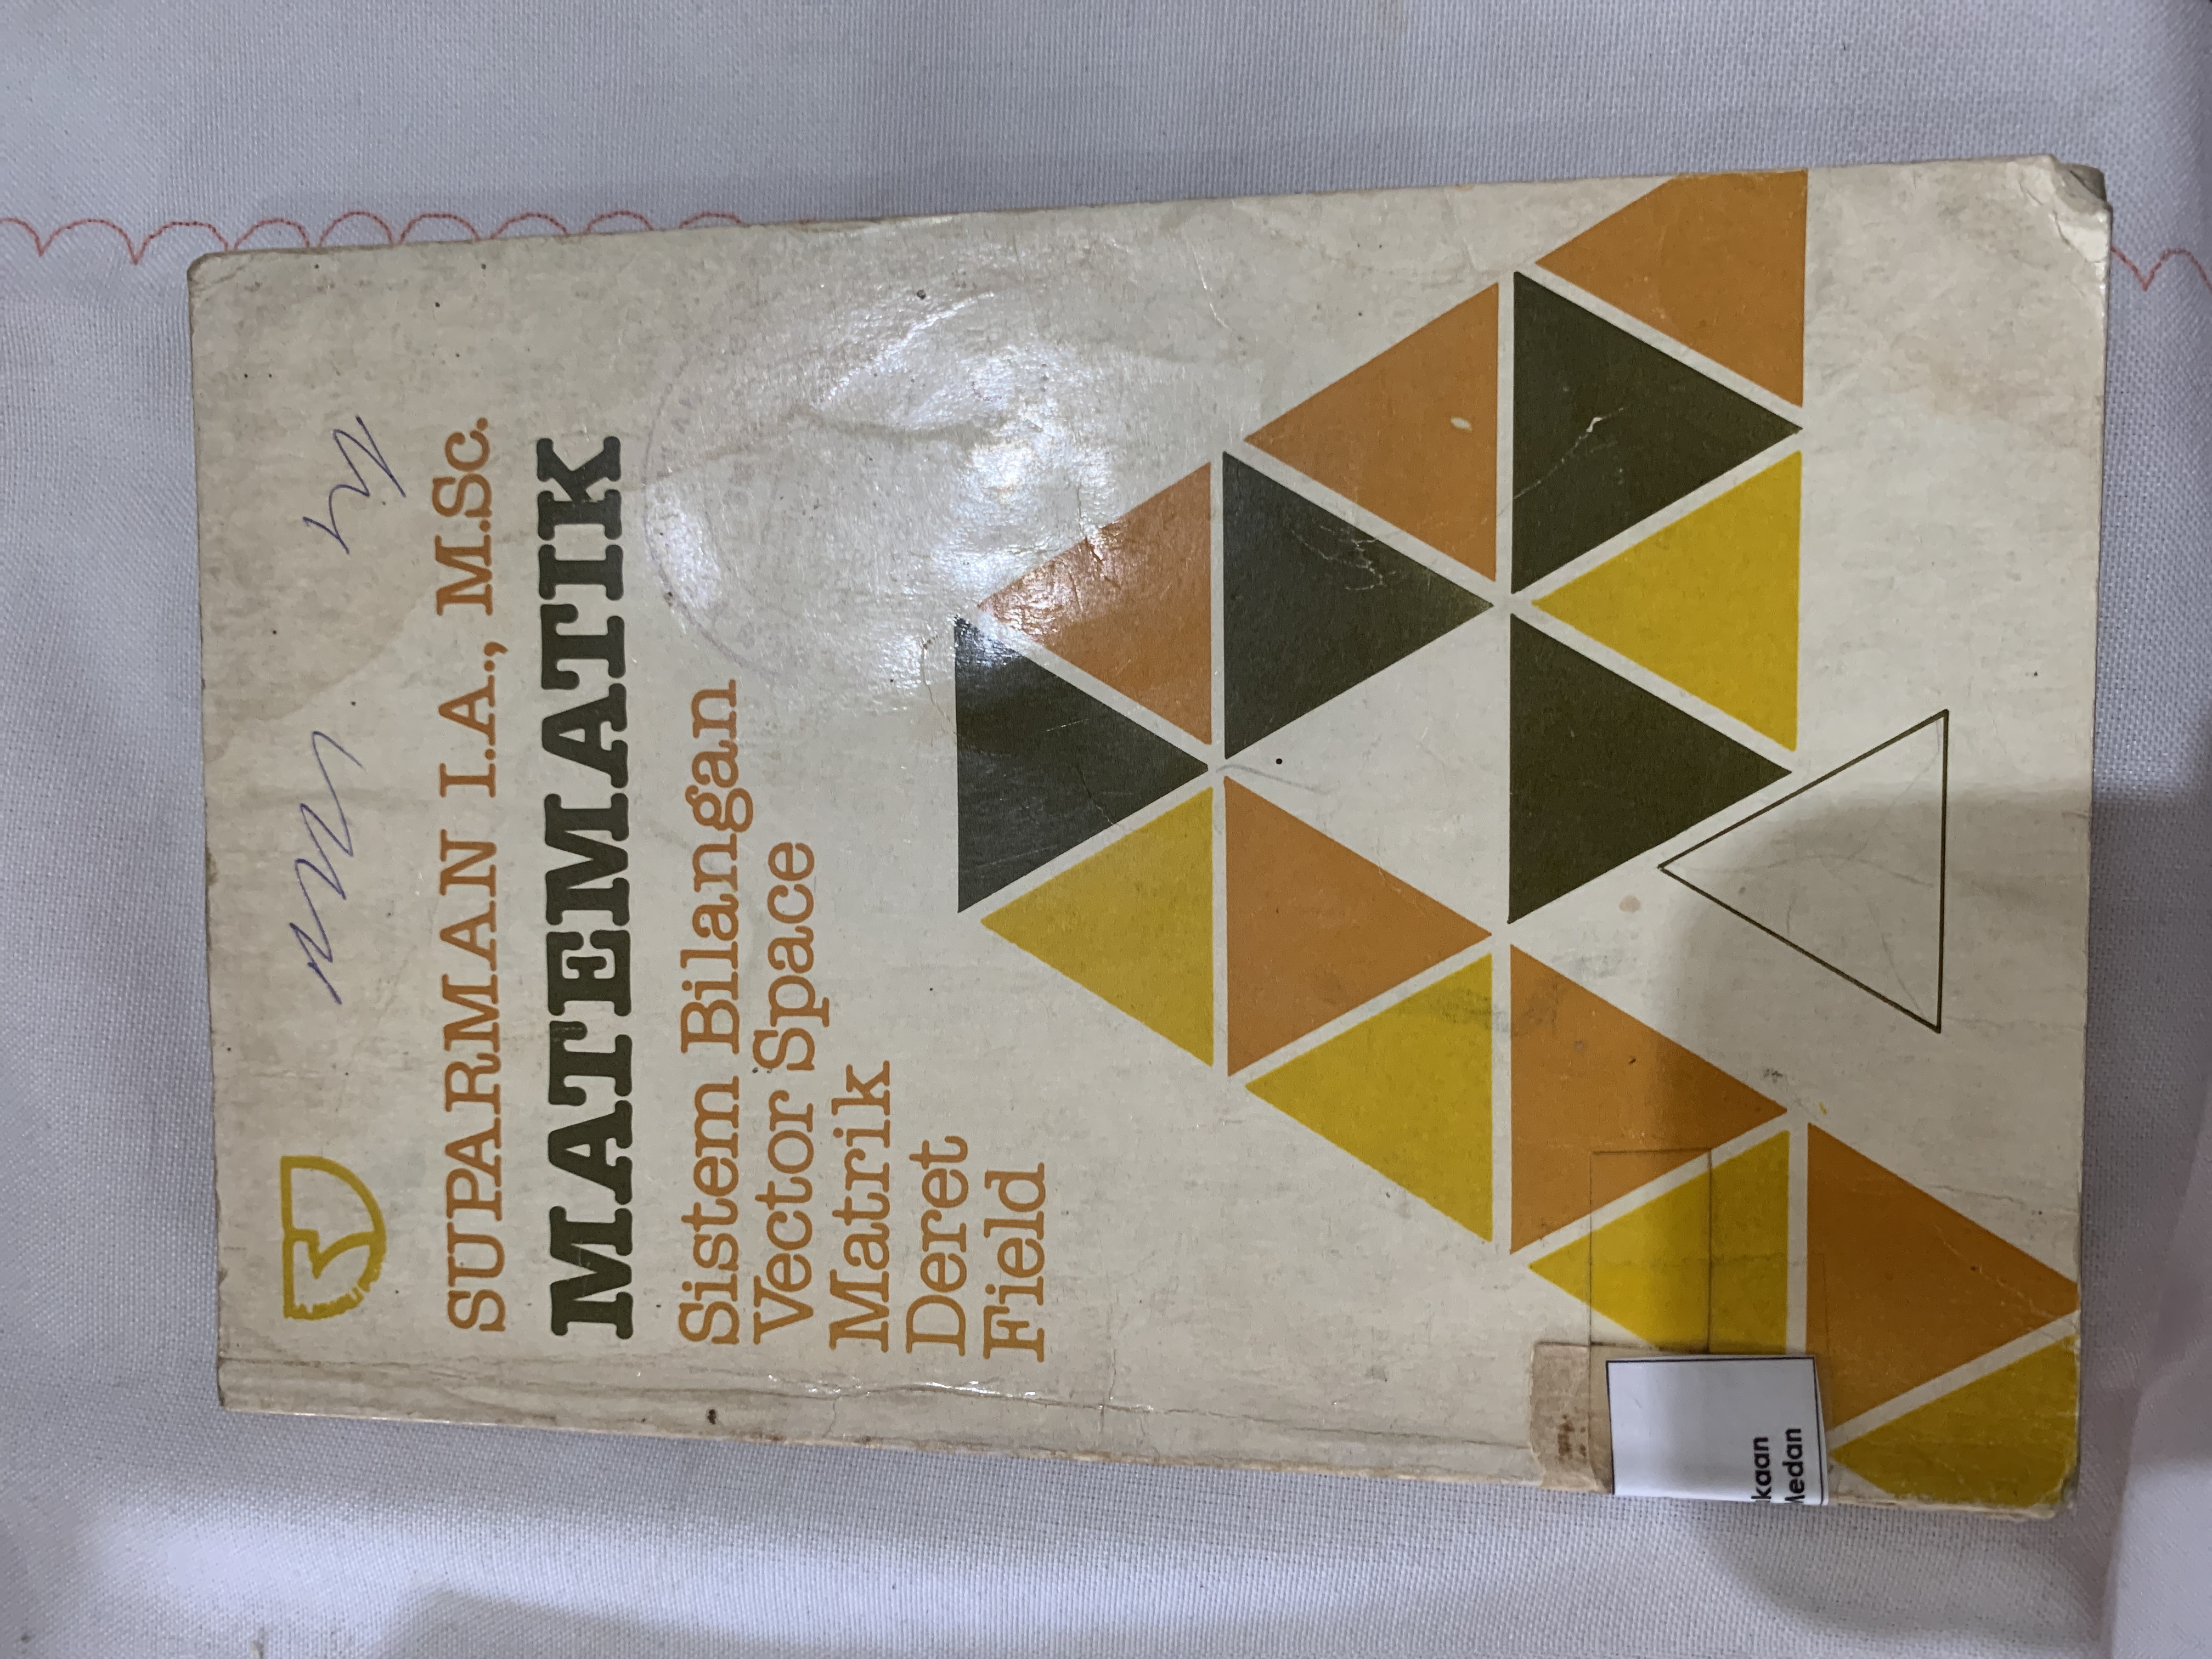 SUPARMAN I.A., M.Sc.
MATEMATIK
Sistem Bilangan
Vector Space
Matrik
Deret
Field
kaan
Medan